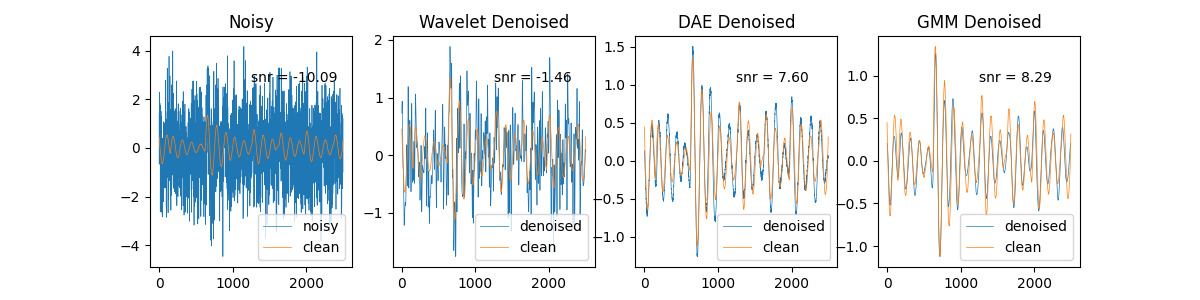 Noisy
4
2
0
−2
−4
snr = -10.09
noisy
clean
0
1000
2000
Wavelet Denoised
2
1
0
−1
snr = -1.46
denoised
clean
0
1000
2000
DAE Denoised
1.5
1.0
0.5
0.0
−0.5
−1.0
snr = 7.60
denoised
clean
0
1000
2000
GMM Denoised
1.0
0.5
0.0
−0.5
−1.0
snr = 8.29
denoised
clean
0
1000
2000